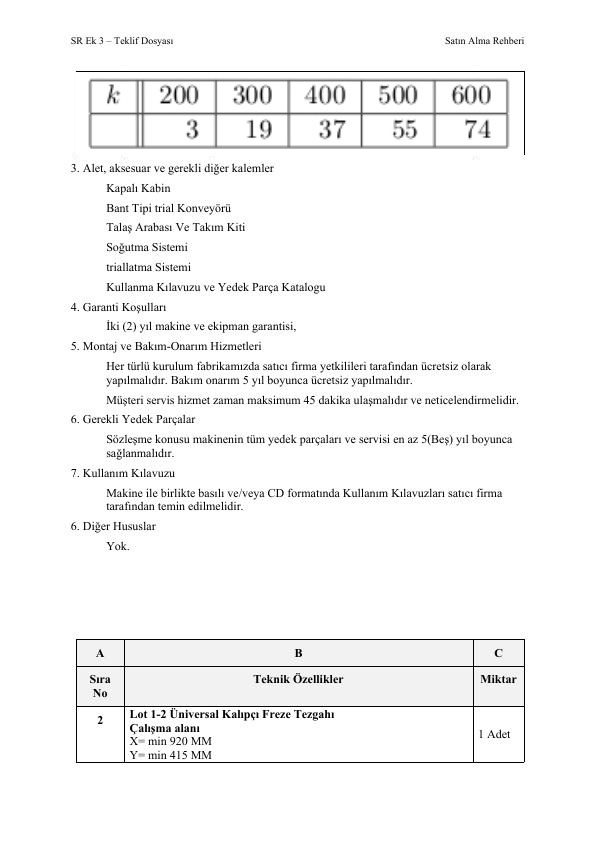 SR Ek 3 – Teklif Dosyası Satın Alma Rehberi
k 200 300 400 500 600
3 19 37 55 74
3. Alet, aksesuar ve gerekli diğer kalemler
Kapalı Kabin
Bant Tipi trial Konveyörü
Talaş Arabası Ve Takım Kiti
Soğutma Sistemi
triallatma Sistemi
Kullanma Kılavuzu ve Yedek Parça Katalogu
4. Garanti Koşulları
İki (2) yıl makine ve ekipman garantisi,
5. Montaj ve Bakım-Onarım Hizmetleri
Her türlü kurulum fabrikamızda satıcı firma yetkilileri tarafından ücretsiz olarak
yapılmalıdır. Bakım onarım 5 yıl boyunca ücretsiz yapılmalıdır.
Müşteri servis hizmet zaman maksimum 45 dakika ulaşmalıdır ve neticelendirmelidir.
6. Gerekli Yedek Parçalar
Sözleşme konusu makinenin tüm yedek parçaları ve servisi en az 5(Beş) yıl boyunca
sağlanmalıdır.
7. Kullanım Kılavuzu
Makine ile birlikte basılı ve/veya CD formatında Kullanım Kılavuzları satıcı firma
tarafından temin edilmelidir.
6. Diğer Hususlar
Yok.
A B C
Sıra No Teknik Özellikler Miktar
2 Lot 1-2 Üniversal Kalıpçı Freze Tezgahı
Çalışma alanı
X= min 920 MM
1 Adet
Y= min 415 MM